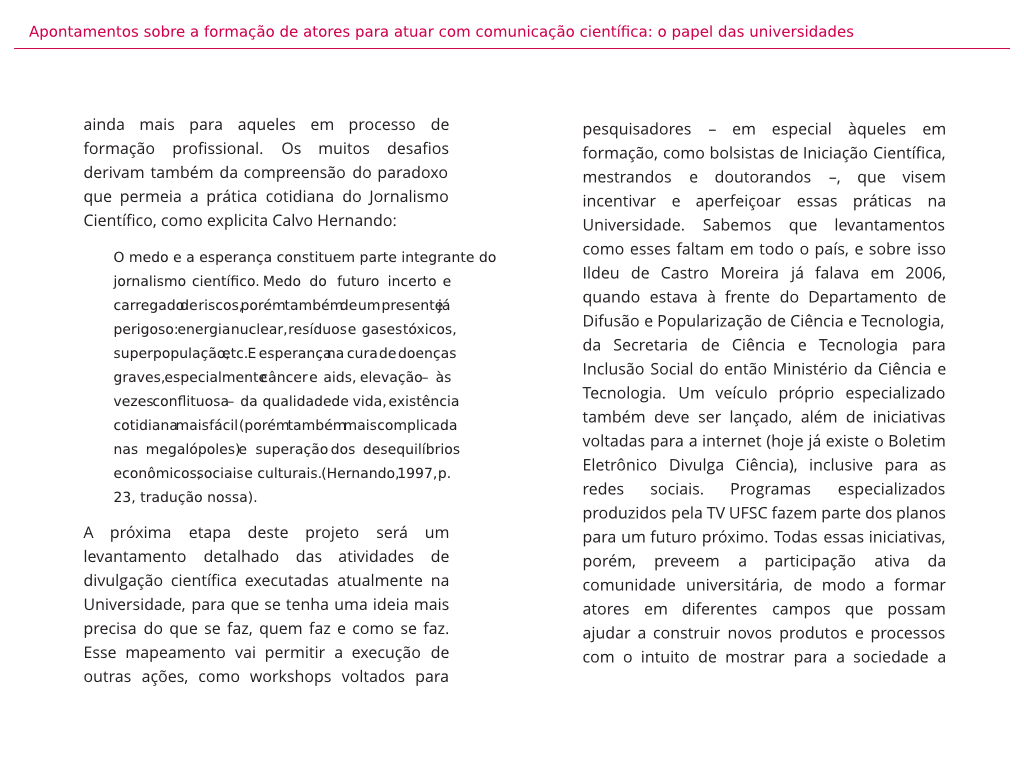 Apontamentos sobre a formação de atores para atuar com comunicação científica: o papel das universidades
ainda mais para aqueles em processo de
formação profissional. Os muitos desafios
derivam também da compreensão do paradoxo
que permeia a prática cotidiana do Jornalismo
Científico, como explicita Calvo Hernando:
O medo e a esperança constituem parte integrante do
jornalismo científico. Medo do futuro incerto e
carregado de riscos, porém também de um presente já
perigoso: energia nuclear, resíduos e gases tóxicos,
superpopulação, etc. E esperança na cura de doenças
graves, especialmente câncer e aids, elevação – às
vezes conflituosa – da qualidade de vida, existência
cotidiana mais fácil (porém também mais complicada
nas megalópoles) e superação dos desequilíbrios
econômicos, sociais e culturais. (Hernando, 1997, p.
23, tradução nossa).
A próxima etapa deste projeto será um
levantamento detalhado das atividades de
divulgação científica executadas atualmente na
Universidade, para que se tenha uma ideia mais
precisa do que se faz, quem faz e como se faz.
Esse mapeamento vai permitir a execução de
outras ações, como workshops voltados para
pesquisadores – em especial àqueles em
formação, como bolsistas de Iniciação Científica,
mestrandos e doutorandos –, que visem
incentivar e aperfeiçoar essas práticas na
Universidade. Sabemos que levantamentos
como esses faltam em todo o país, e sobre isso
Ildeu de Castro Moreira já falava em 2006,
quando estava à frente do Departamento de
Difusão e Popularização de Ciência e Tecnologia,
da Secretaria de Ciência e Tecnologia para
Inclusão Social do então Ministério da Ciência e
Tecnologia. Um veículo próprio especializado
também deve ser lançado, além de iniciativas
voltadas para a internet (hoje já existe o Boletim
Eletrônico Divulga Ciência), inclusive para as
redes sociais. Programas especializados
produzidos pela TV UFSC fazem parte dos planos
para um futuro próximo. Todas essas iniciativas,
porém, preveem a participação ativa da
comunidade universitária, de modo a formar
atores em diferentes campos que possam
ajudar a construir novos produtos e processos
com o intuito de mostrar para a sociedade a